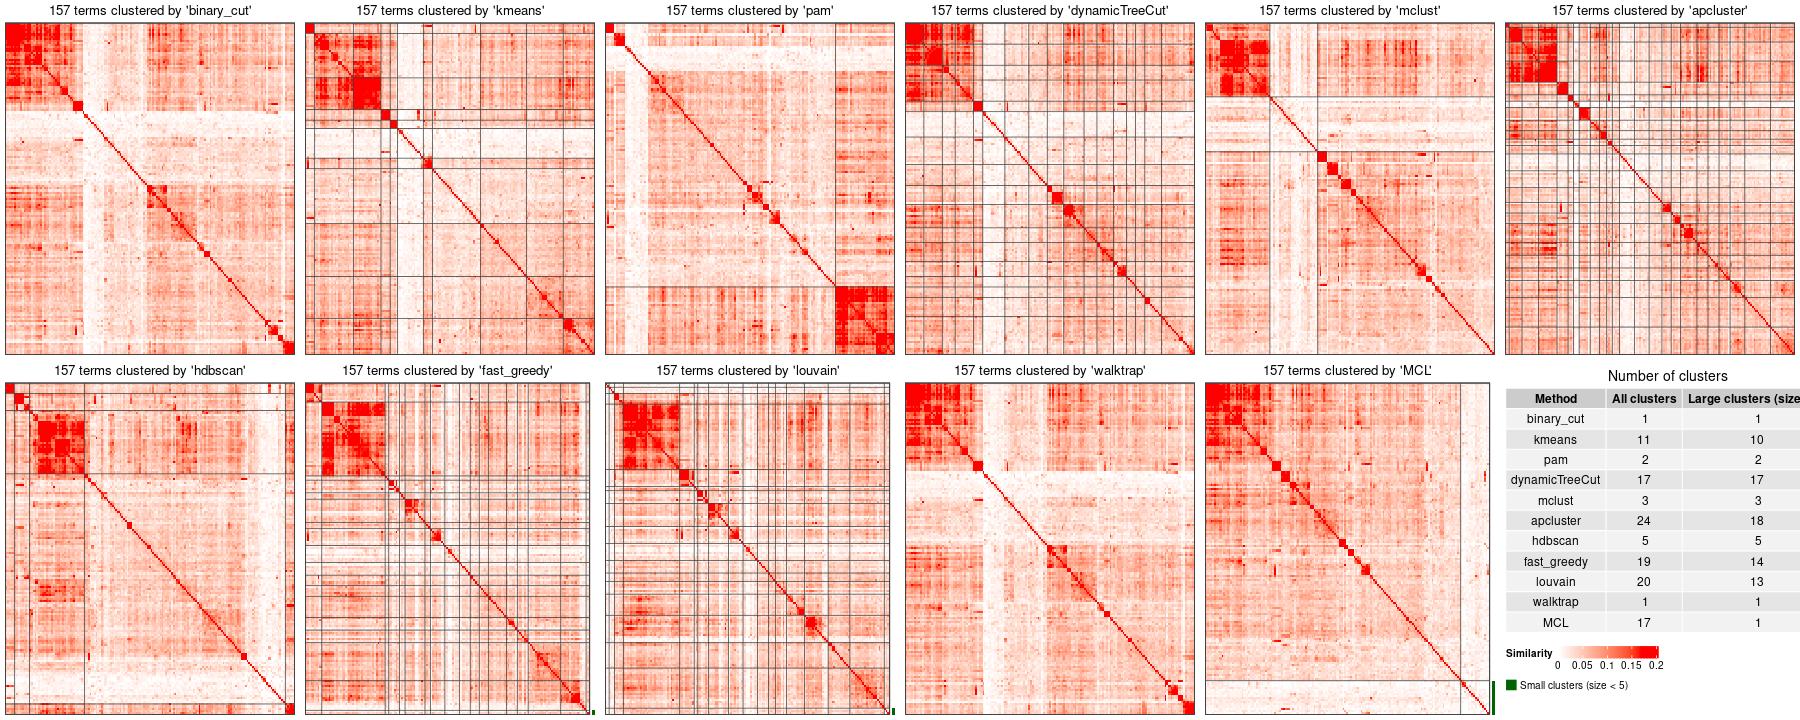 157 terms clustered by 'binary_cut'
157 terms clustered by 'kmeans'
157 terms clustered by 'pam'
157 terms clustered by 'dynamicTreeCut'
157 terms clustered by 'mclust'
157 terms clustered by 'apcluster'
157 terms clustered by 'hdbscan'
157 terms clustered by 'fast_greedy'
157 terms clustered by 'louvain'
157 terms clustered by 'walktrap'
157 terms clustered by 'MCL'
Number of clusters
Method All clusters Large clusters (size
binary_cut 1 1
kmeans 11 10
pam 2 2
dynamicTreeCut 17 17
mclust 3 3
apcluster 24 18
hdbscan 5 5
fast_greedy 19 14
louvain 20 13
walktrap 1 1
MCL 17 1
Similarity
0 0.05 0.1 0.15 0.2
Small clusters (size < 5)